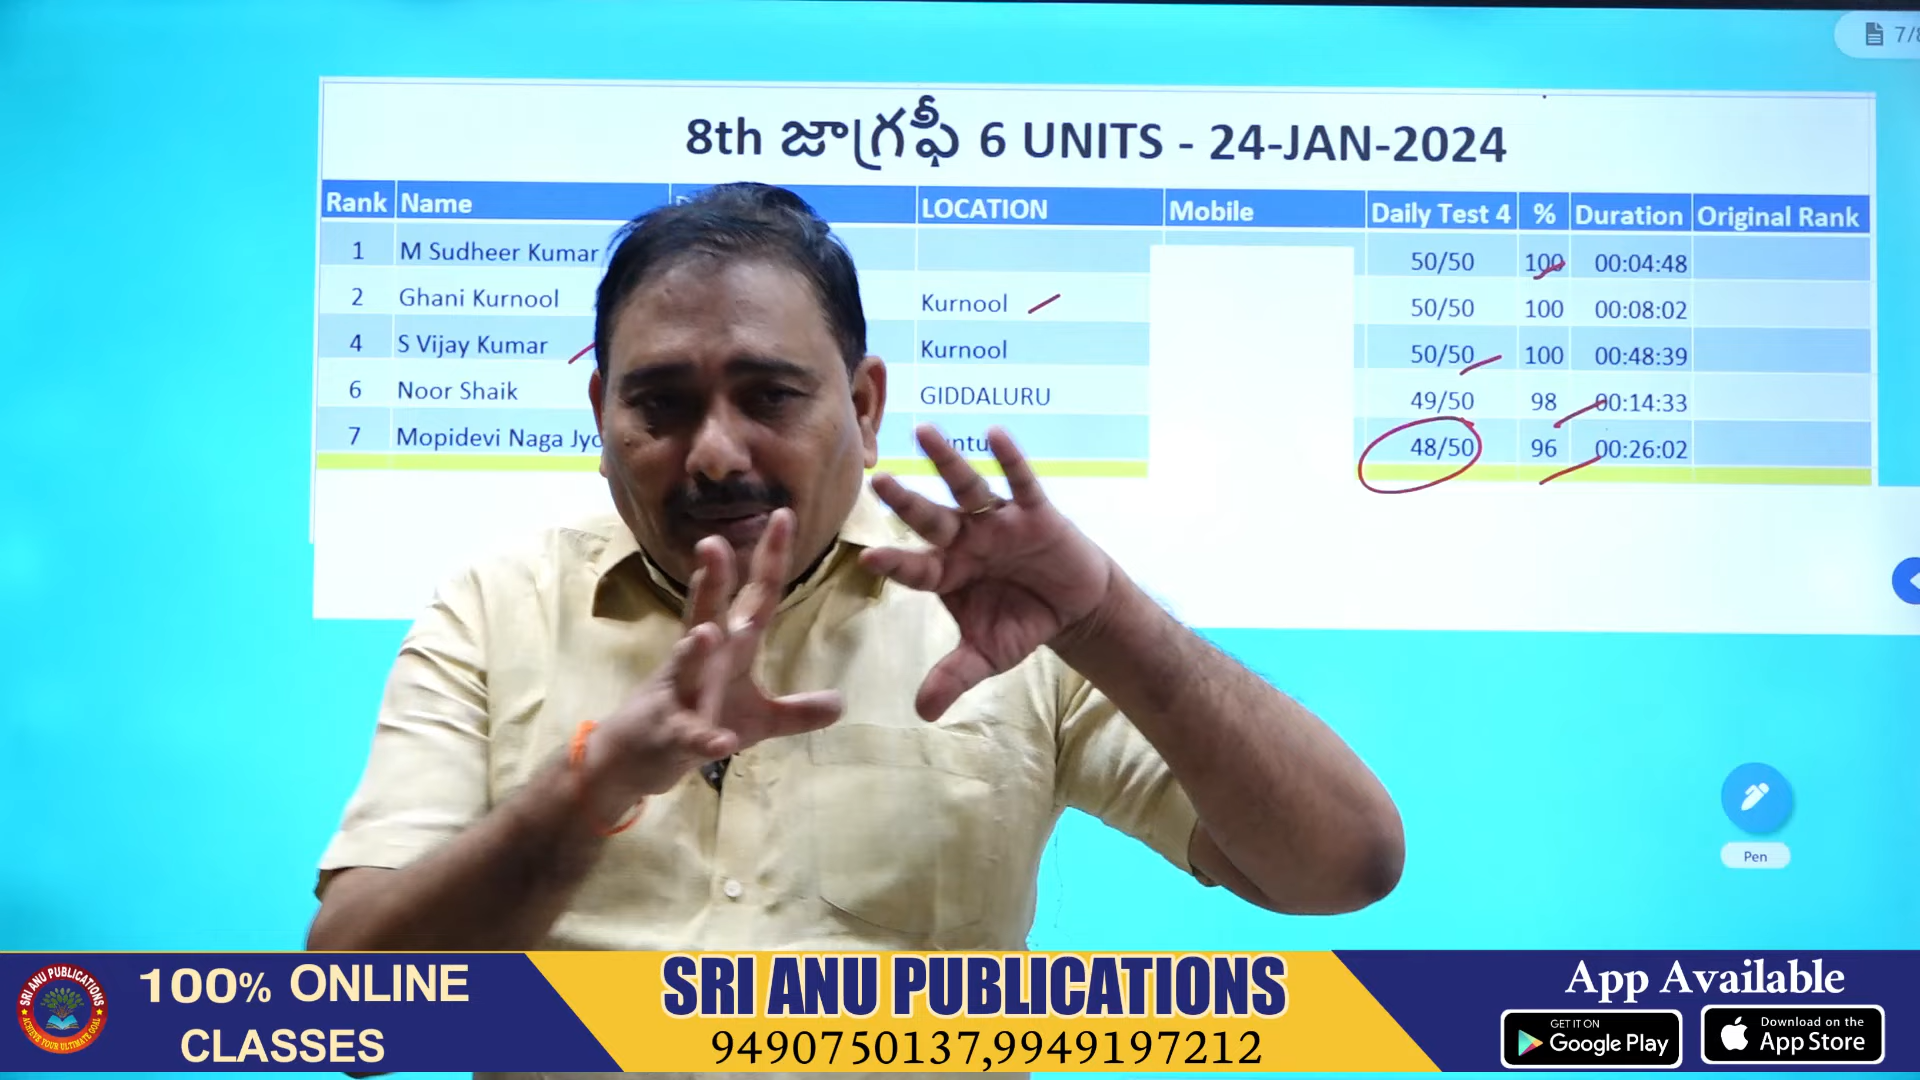 7/8
8th జాగ్రఫీ 6 UNITS - 24-JAN-2024
Rank Name LOCATION Mobile Daily Test 4 % Duration Original Rank
1 M Sudheer Kumar 50/50 100 00:04:48
2 Ghani Kurnool Kurnool 50/50 100 00:08:02
4 S Vijay Kumar Kurnool 50/50 100 00:48:39
6 Noor Shaik GIDDALURU 49/50 98 00:14:33
7 Mopidevi Naga 48/50 96 00:26:02
Pen
SRI ANU PUBLICATIONS
ACHIEVE YOUR ULTIMATE GOAL
100% ONLINE
CLASSES
SRI ANU PUBLICATIONS
9490750137,9949197212
App Available
GET IT ON
Google Play
Download on the
App Store